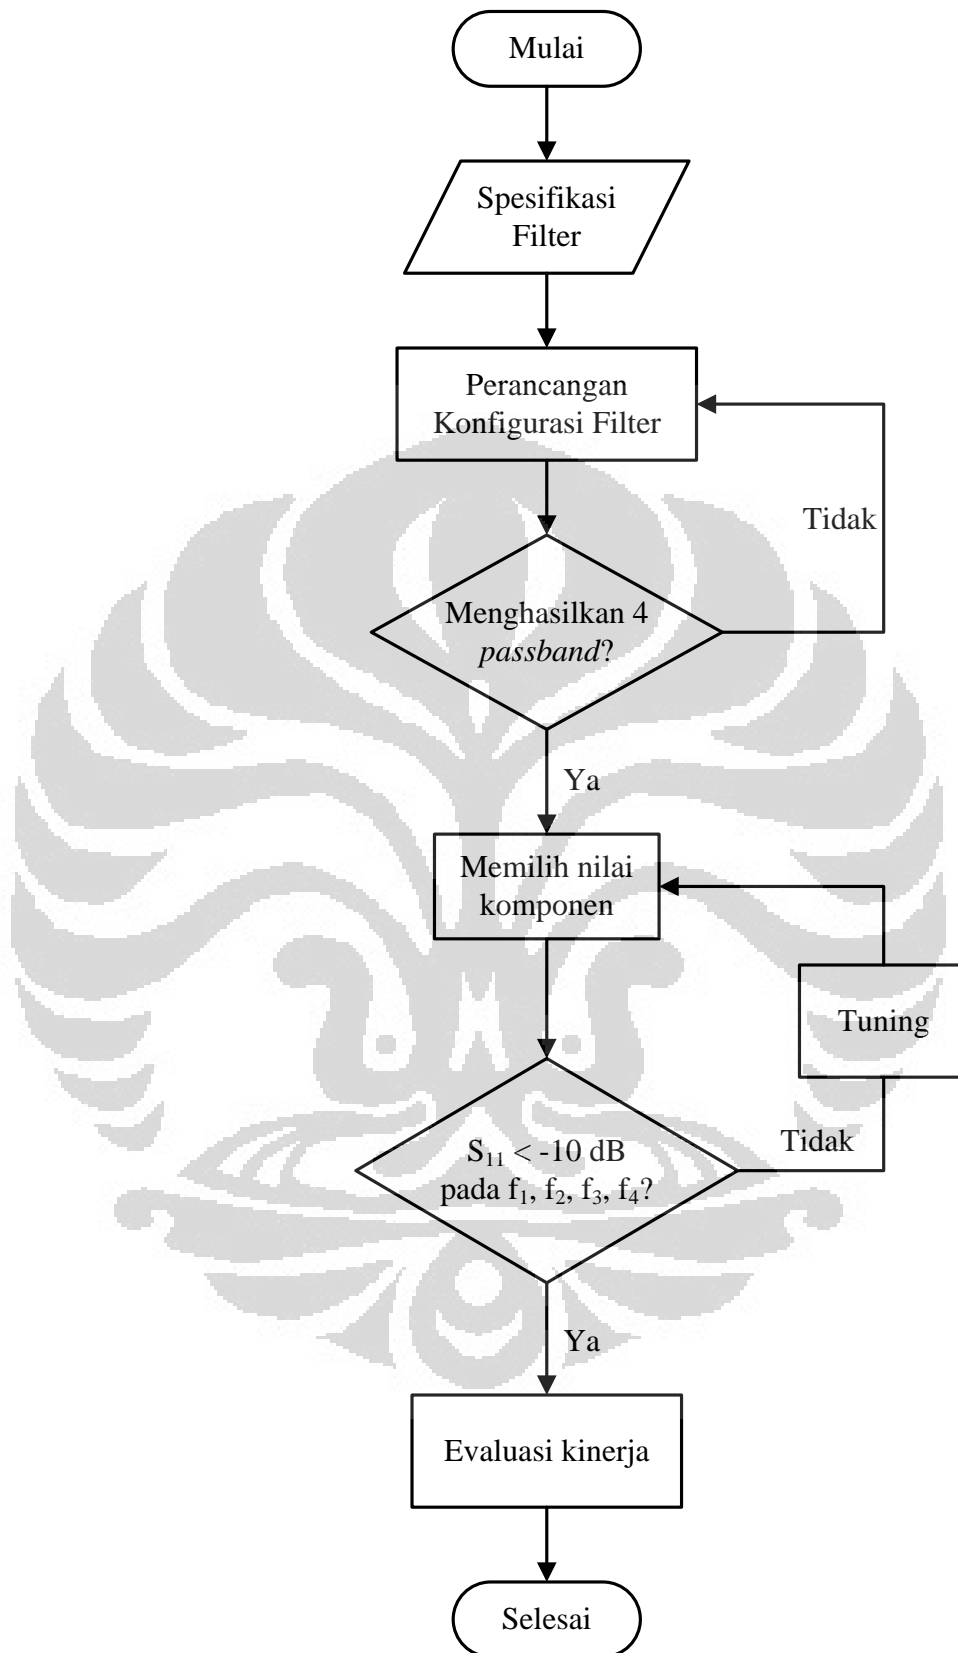 Mulai
Spesifikasi
Filter
Perancangan
Konfigurasi Filter
Tidak
Menghasilkan 4
passband?
Ya
Memilih nilai
komponen
Tuning
Tidak
S₁₁ < -10 dB
pada f₁, f₂, f₃, f₄?
Ya
Evaluasi kinerja
Selesai